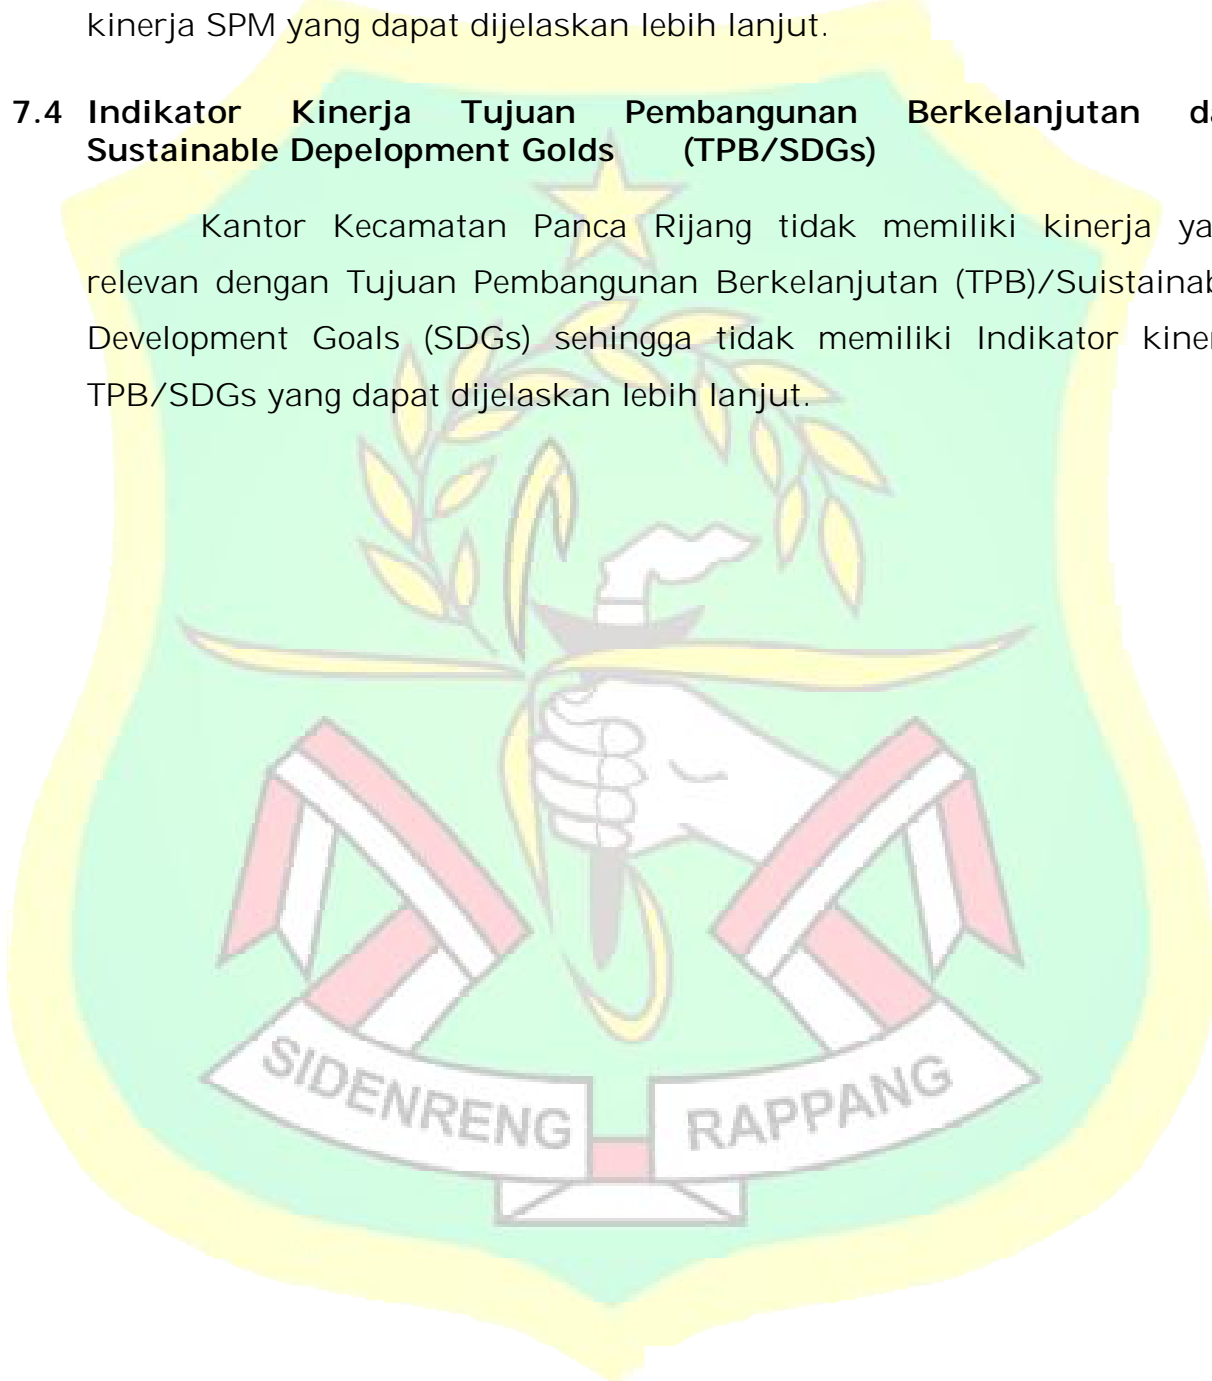 kinerja SPM yang dapat dijelaskan lebih lanjut.
7.4 Indikator Kinerja Tujuan Pembangunan Berkelanjutan
Sustainable Depelopment Golds (TPB/SDGs)
Kantor Kecamatan Panca Rijang tidak memiliki kinerja
relevan dengan Tujuan Pembangunan Berkelanjutan (TPB)/Suistainab
Development Goals (SDGs) sehingga tidak memiliki Indikator
TPB/SDGs yang dapat dijelaskan lebih lanjut.
SIDENRENG RAPPANG